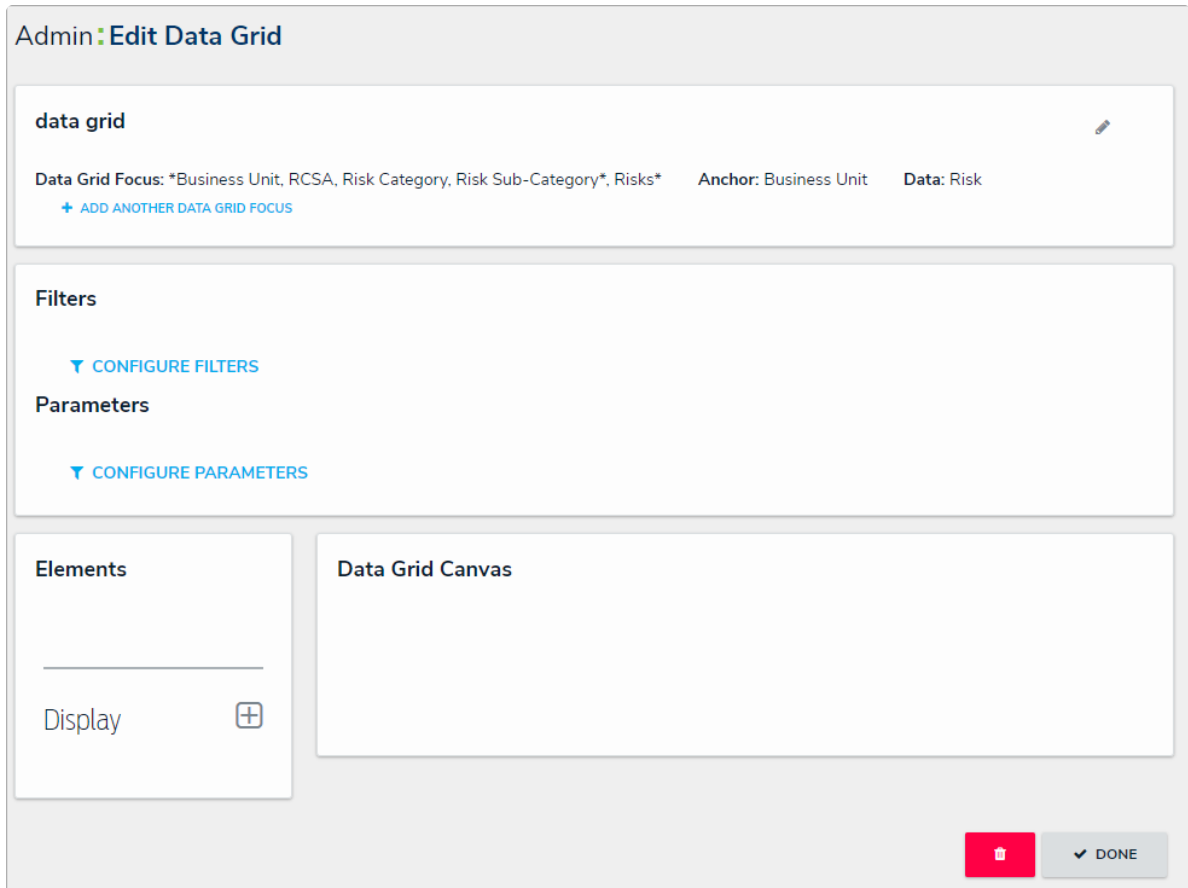 Admin:Edit Data Grid
data grid
Data Grid Focus: *Business Unit, RCSA, Risk Category, Risk Sub-Category*, Risks* Anchor: Business Unit Data: Risk
+ ADD ANOTHER DATA GRID FOCUS
Filters
CONFIGURE FILTERS
Parameters
CONFIGURE PARAMETERS
Elements
Display
Data Grid Canvas
DONE